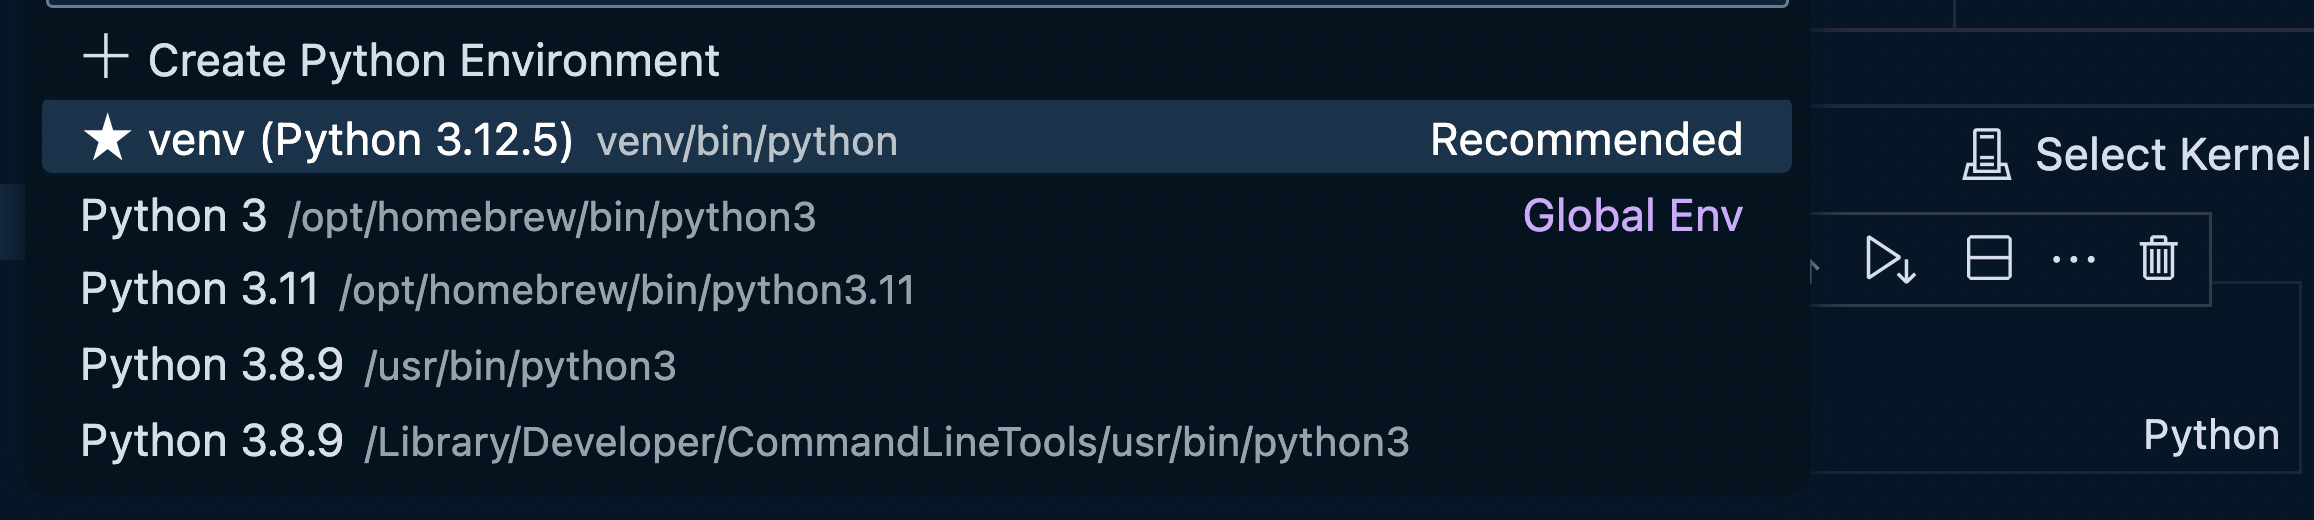 Create Python Environment
venv (Python 3.12.5) venv/bin/python Recommended
Python 3 /opt/homebrew/bin/python3 Global Env
Python 3.11 /opt/homebrew/bin/python3.11
Python 3.8.9 /usr/bin/python3
Python 3.8.9 /Library/Developer/CommandLineTools/usr/bin/python3
Select Kernel
Python